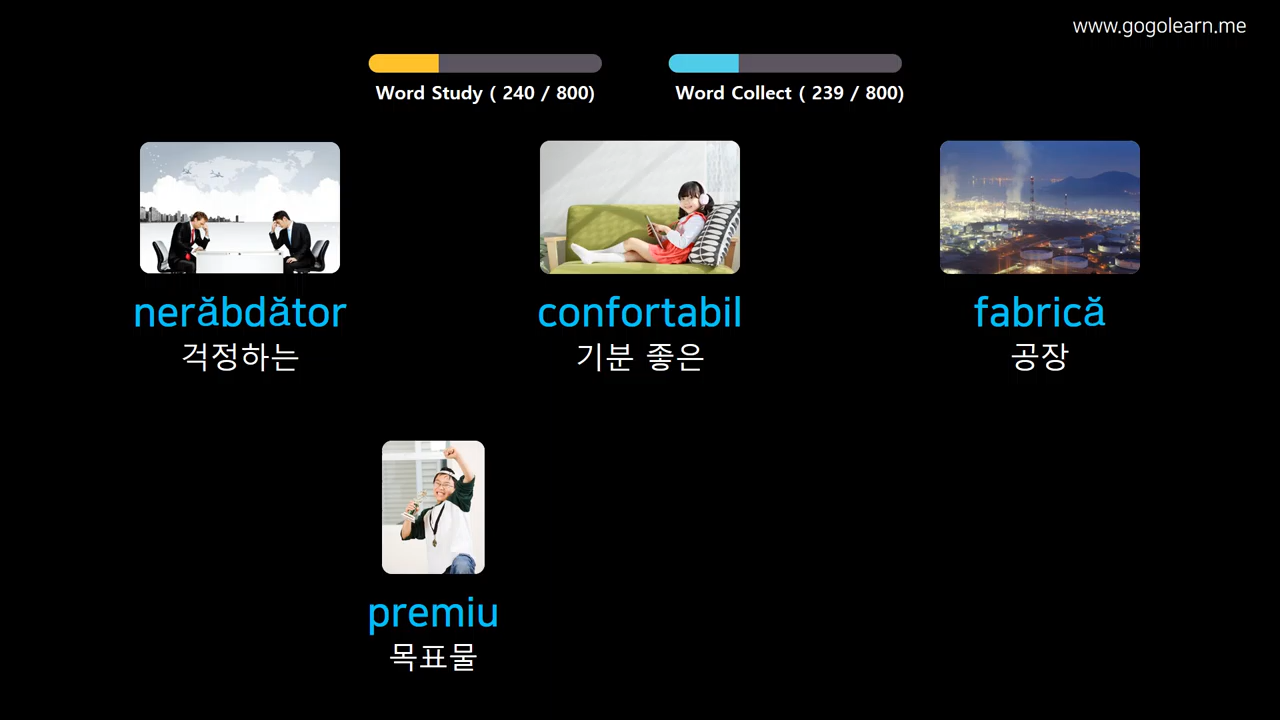 www.gogolearn.me
Word Study ( 240 / 800)
Word Collect ( 239 / 800)
nerăbdător
걱정하는
confortabil
기분 좋은
fabrică
공장
premiu
목표물